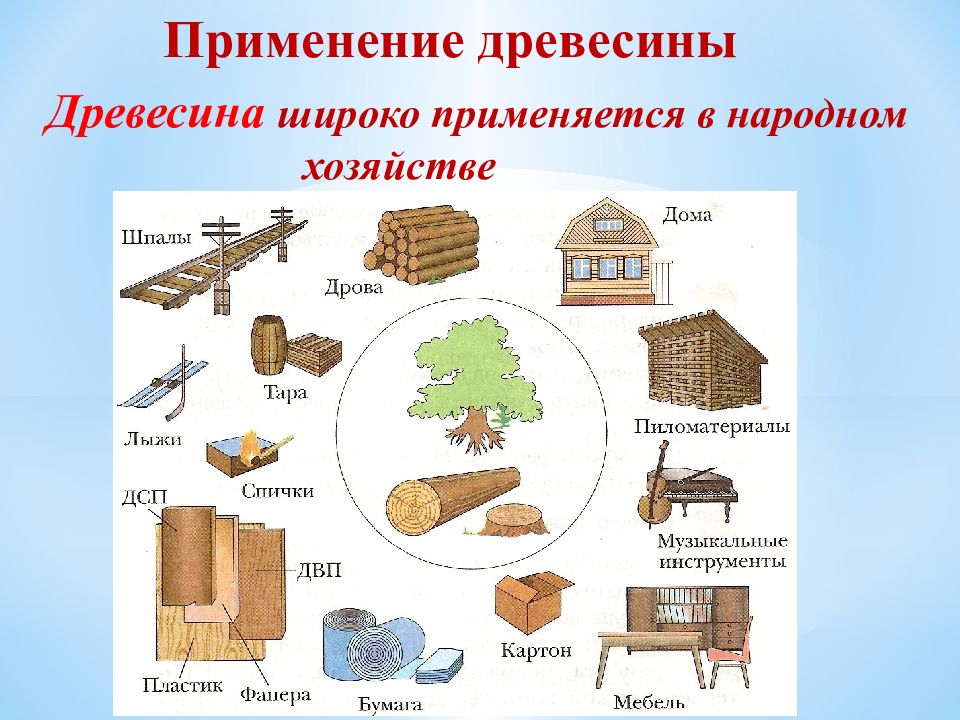 Применение древесины
Древесина широко применяется в народном
хозяйстве
Шпалы
Дрова
Дома
Тара
Лыжи
Пиломатериалы
Спички
ДСП
Музыкальные
инструменты
ДВП
Картон
Пластик
Фанера
Бумага
Мебель